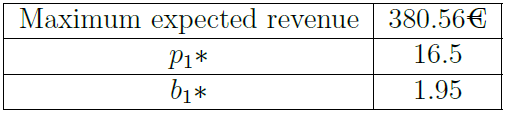 Maximum expected revenue 380.56€
p₁* 16.5
b₁* 1.95